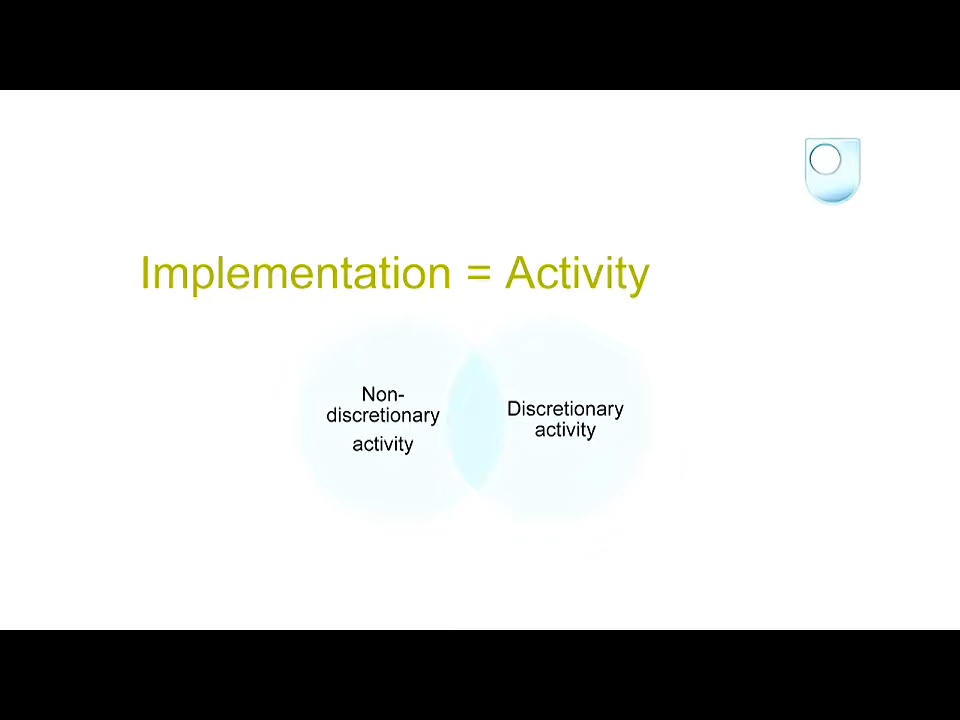 Implementation = Activity
Non-
discretionary
activity
Discretionary
activity